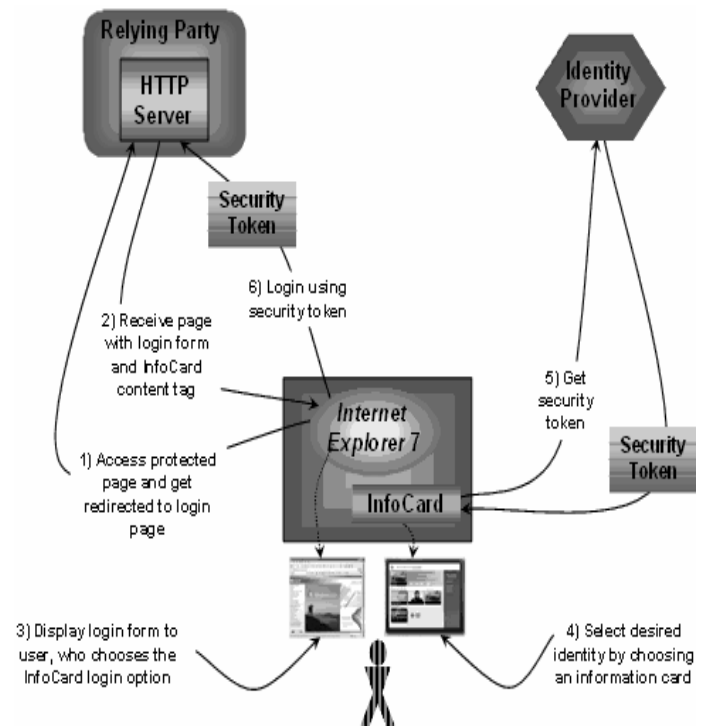 Relying Party
HTTP
Server
Identity
Provider
Security
Token
6) Login using
security token
2) Receive page
with login form
and InfoCard
content tag
Internet
Explorer 7
5) Get
security
token
Security
Token
1) Access protected
page and get
redirected to login
page
InfoCard
3) Display login form to
user, who chooses the
InfoCard login option
4) Select desired
identity by choosing
an information card